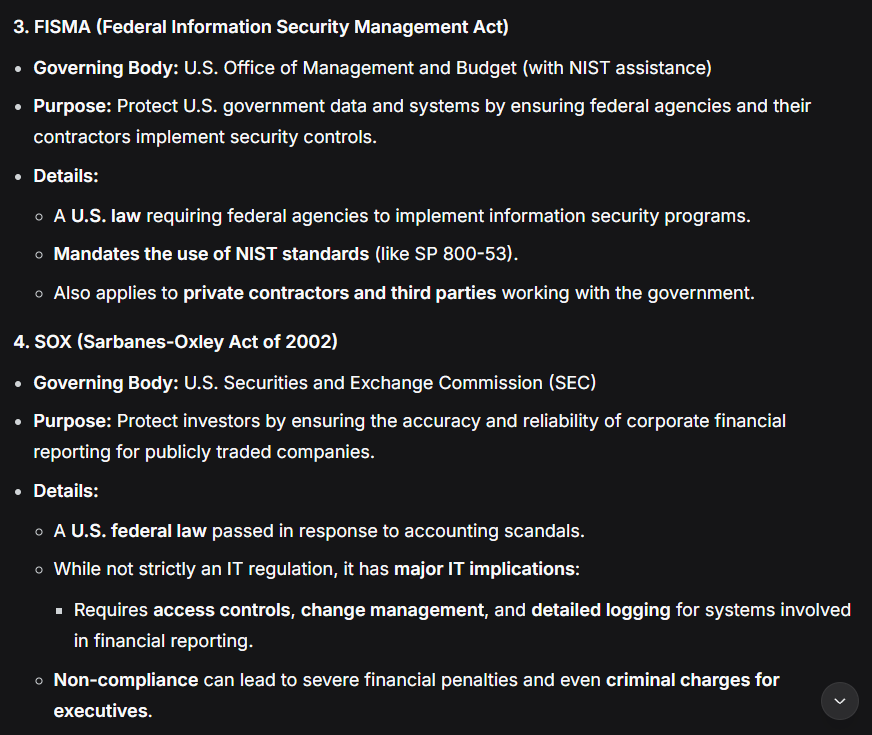 3. FISMA (Federal Information Security Management Act)
• Governing Body: U.S. Office of Management and Budget (with NIST assistance)
• Purpose: Protect U.S. government data and systems by ensuring federal agencies and their
contractors implement security controls.
• Details:
○ A U.S. law requiring federal agencies to implement information security programs.
○ Mandates the use of NIST standards (like SP 800-53).
○ Also applies to private contractors and third parties working with the government.
4. SOX (Sarbanes-Oxley Act of 2002)
• Governing Body: U.S. Securities and Exchange Commission (SEC)
• Purpose: Protect investors by ensuring the accuracy and reliability of corporate financial
reporting for publicly traded companies.
• Details:
○ A U.S. federal law passed in response to accounting scandals.
○ While not strictly an IT regulation, it has major IT implications:
▪ Requires access controls, change management, and detailed logging for systems involved
in financial reporting.
○ Non-compliance can lead to severe financial penalties and even criminal charges for
executives.